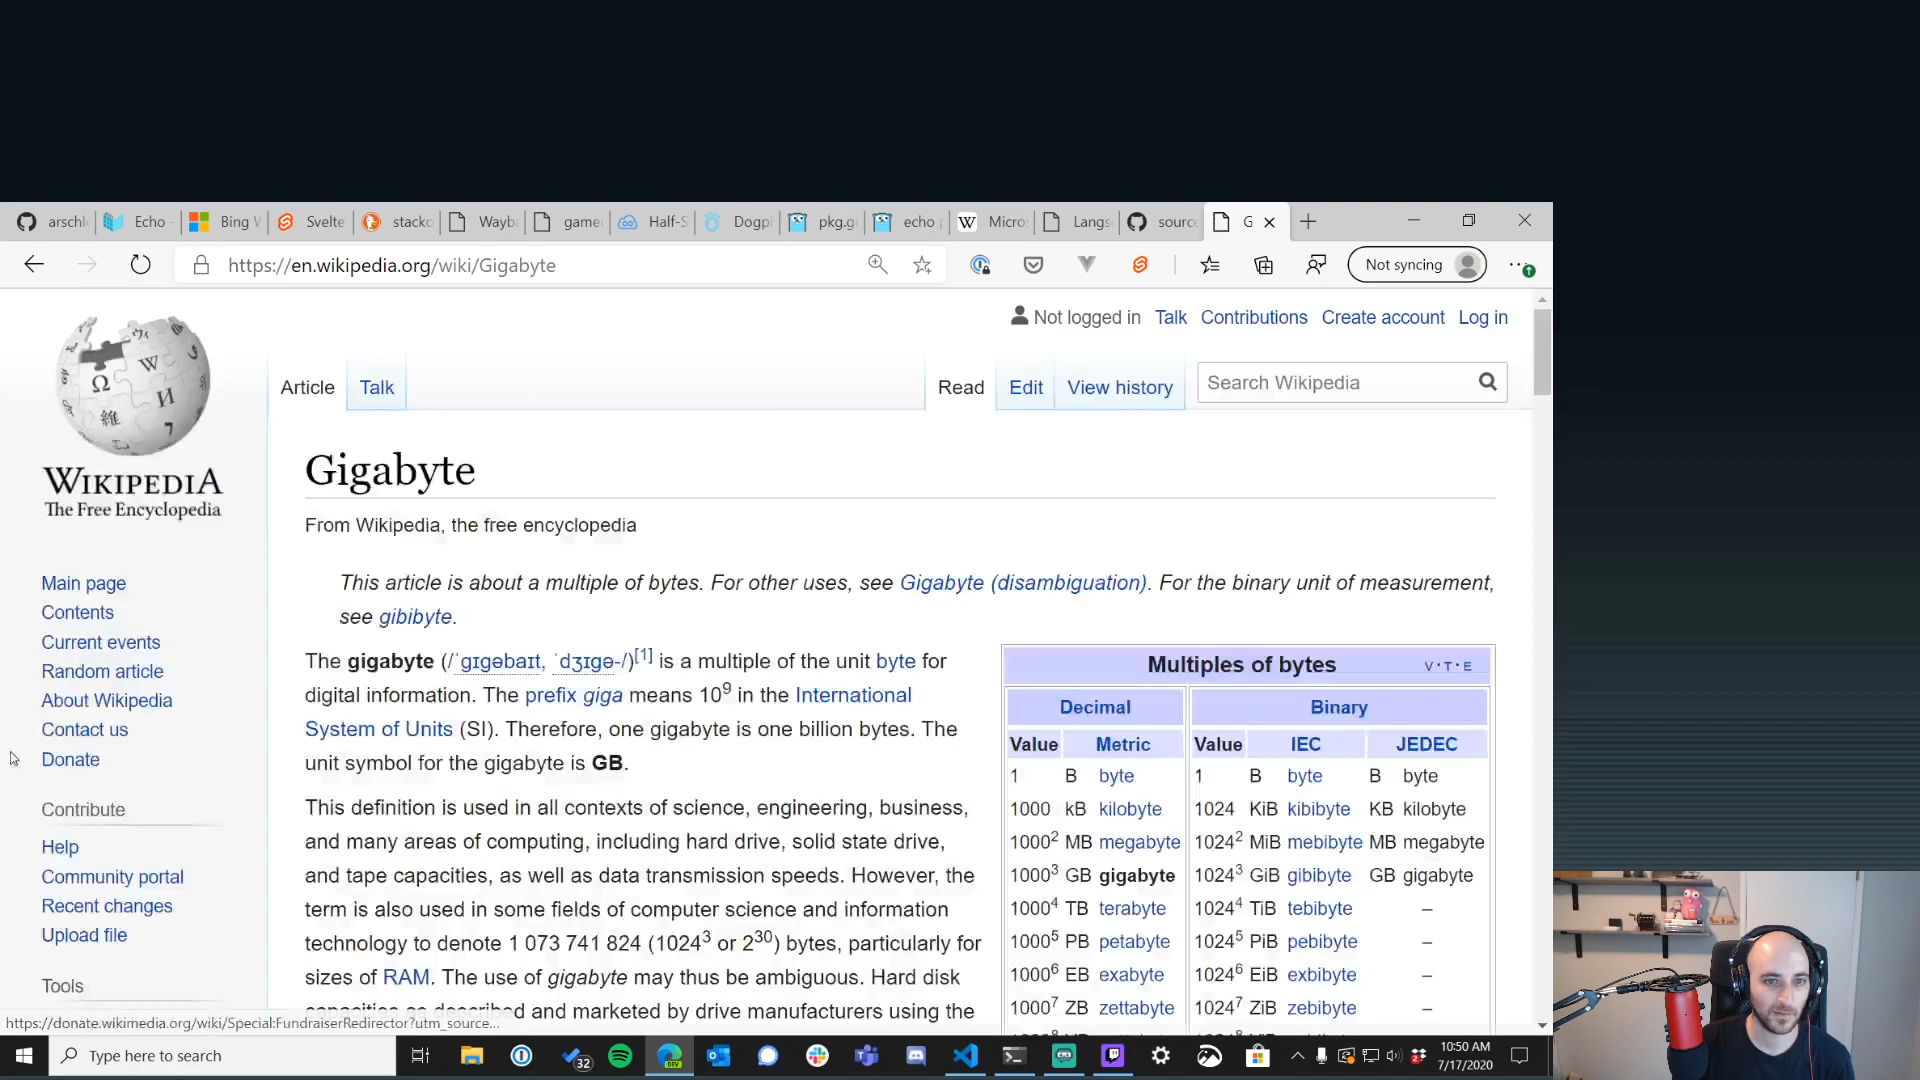 arschl
Echo -
Bing W
Svelte
stacko
Wayb
game
Half-S
Dogpi
pkg.g
echo p
Micro
Langs
source
G
https://en.wikipedia.org/wiki/Gigabyte
Not syncing
Not logged in Talk Contributions Create account Log in
Article Talk Read Edit View history Search Wikipedia
WIKIPEDIA
The Free Encyclopedia
Main page
Contents
Current events
Random article
About Wikipedia
Contact us
Donate
Contribute
Help
Community portal
Recent changes
Upload file
Tools
Gigabyte
From Wikipedia, the free encyclopedia
This article is about a multiple of bytes. For other uses, see Gigabyte (disambiguation). For the binary unit of measurement,
see gibibyte.
The gigabyte (/ˈɡɪɡəbaɪt, ˈdʒɪɡə-/)[1] is a multiple of the unit byte for
digital information. The prefix giga means 10⁹ in the International
System of Units (SI). Therefore, one gigabyte is one billion bytes. The
unit symbol for the gigabyte is GB.
This definition is used in all contexts of science, engineering, business,
and many areas of computing, including hard drive, solid state drive,
and tape capacities, as well as data transmission speeds. However, the
term is also used in some fields of computer science and information
technology to denote 1 073 741 824 (1024³ or 2³⁰) bytes, particularly for
sizes of RAM. The use of gigabyte may thus be ambiguous. Hard disk
capacities as described and marketed by drive manufacturers using the
Multiples of bytes V·T·E
Decimal Binary
Value Metric Value IEC JEDEC
1 B byte 1 B byte B byte
1000 kB kilobyte 1024 KiB kibibyte KB kilobyte
1000² MB megabyte 1024² MiB mebibyte MB megabyte
1000³ GB gigabyte 1024³ GiB gibibyte GB gigabyte
1000⁴ TB terabyte 1024⁴ TiB tebibyte –
1000⁵ PB petabyte 1024⁵ PiB pebibyte –
1000⁶ EB exabyte 1024⁶ EiB exbibyte –
1000⁷ ZB zettabyte 1024⁷ ZiB zebibyte –
https://donate.wikimedia.org/wiki/Special:FundraiserRedirector?utm_source...
Type here to search
32
DEV
10:50 AM
7/17/2020